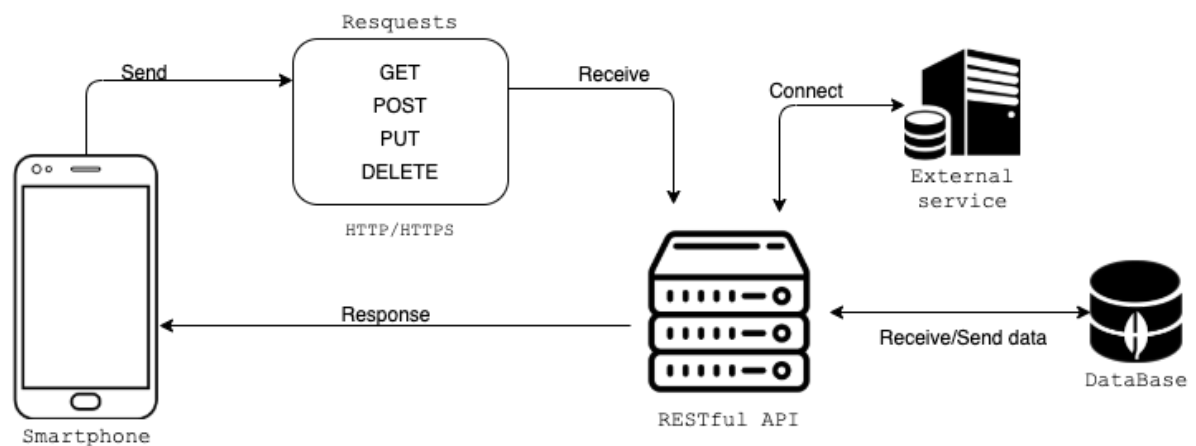 Resquests
Send
GET
POST
PUT
DELETE
HTTP/HTTPS
Receive
Connect
External
service
Response
Receive/Send data
DataBase
RESTful API
Smartphone